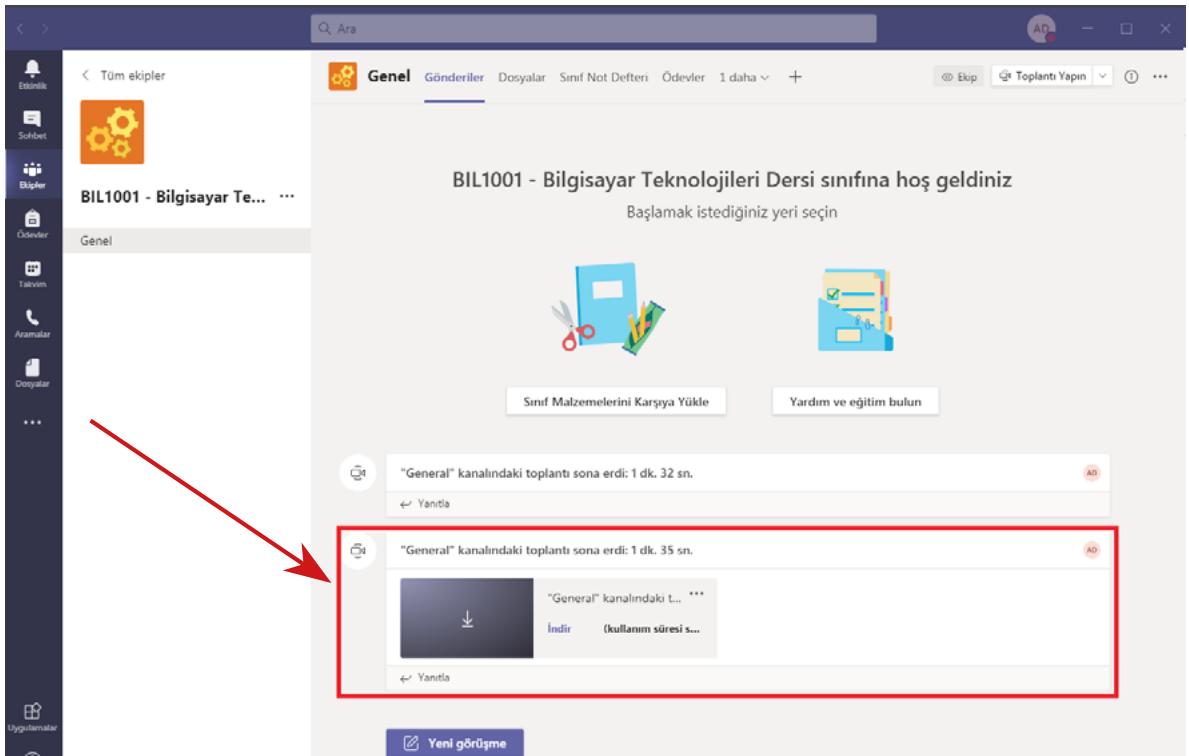 Ara
AD
Etkinlik
Sohbet
Ekipler
Ödevler
Takvim
Aramalar
Dosyalar
Uygulamalar
Tüm ekipler
BIL1001 - Bilgisayar Te... ...
Genel
Genel Gönderiler Dosyalar Sınıf Not Defteri Ödevler 1 daha
Ekip
Toplantı Yapın
BIL1001 - Bilgisayar Teknolojileri Dersi sınıfına hoş geldiniz
Başlamak istediğiniz yeri seçin
Sınıf Malzemelerini Karşıya Yükle
Yardım ve eğitim bulun
"General" kanalındaki toplantı sona erdi: 1 dk. 32 sn.
AD
Yanıtla
"General" kanalındaki toplantı sona erdi: 1 dk. 35 sn.
AD
"General" kanalındaki t... ...
İndir (kullanım süresi s...
Yanıtla
Yeni görüşme